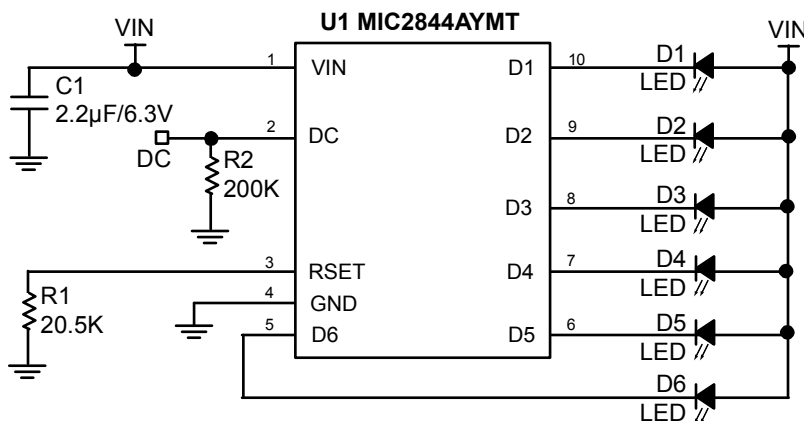 U1 MIC2844AYMT
VIN
VIN
C1
2.2µF/6.3V
1
VIN
D1
10
D1
LED
DC
2
DC
R2
200K
D2
9
D2
LED
D3
8
D3
LED
R1
20.5K
3
RSET
D4
7
D4
LED
4
GND
5
D6
D5
6
D5
LED
D6
LED